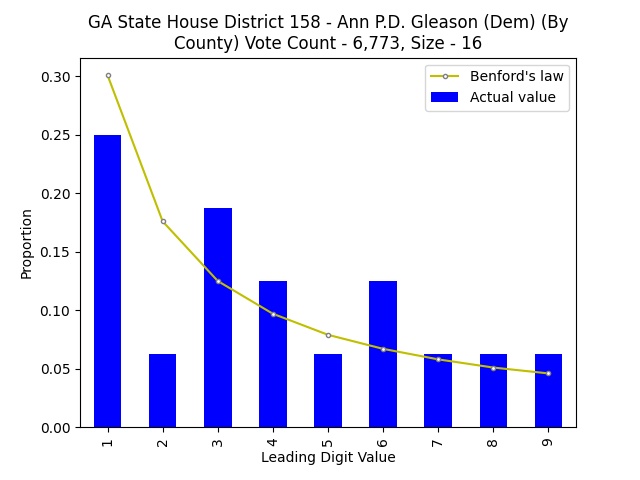 GA State House District 158 - Ann P.D. Gleason (Dem) (By
County) Vote Count - 6,773, Size - 16
Benford's law
Actual value
0.30
0.25
0.20
0.15
0.10
0.05
0.00
Proportion
1 2 3 4 5 6 7 8 9
Leading Digit Value